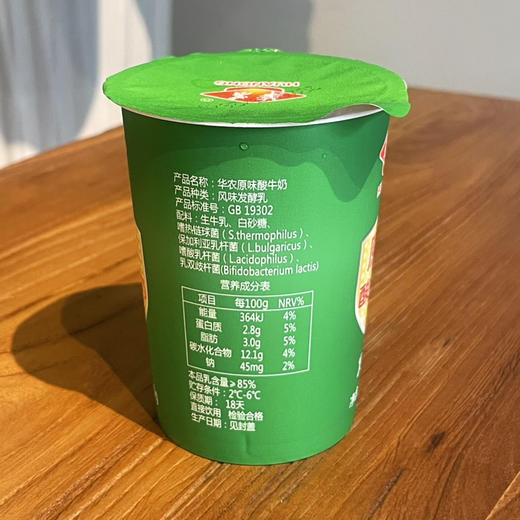 产品名称：华农原味酸牛奶
产品种类：风味发酵乳
产品标准号：GB 19302
配料：生牛乳、白砂糖、
嗜热链球菌（S.thermophilus）、
保加利亚乳杆菌（L.bulgaricus）、
嗜酸乳杆菌（L.acidophilus）、
乳双歧杆菌(Bifidobacterium lactis)
营养成分表
项目 每100g NRV%
能量 364kJ 4%
蛋白质 2.8g 5%
脂肪 3.0g 5%
碳水化合物 12.1g 4%
钠 45mg 2%
本品乳含量≥85%
贮存条件：2℃-6℃
保质期：18天
直接饮用 检验合格
生产日期：见封盖